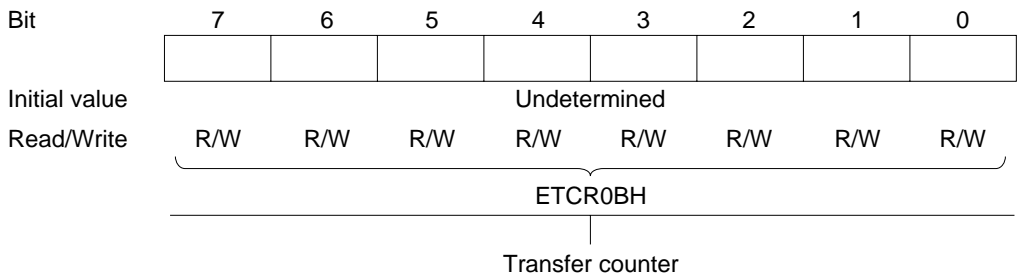 Bit 7 6 5 4 3 2 1 0
Initial value Undetermined
Read/Write R/W R/W R/W R/W R/W R/W R/W R/W
ETCR0BH
Transfer counter